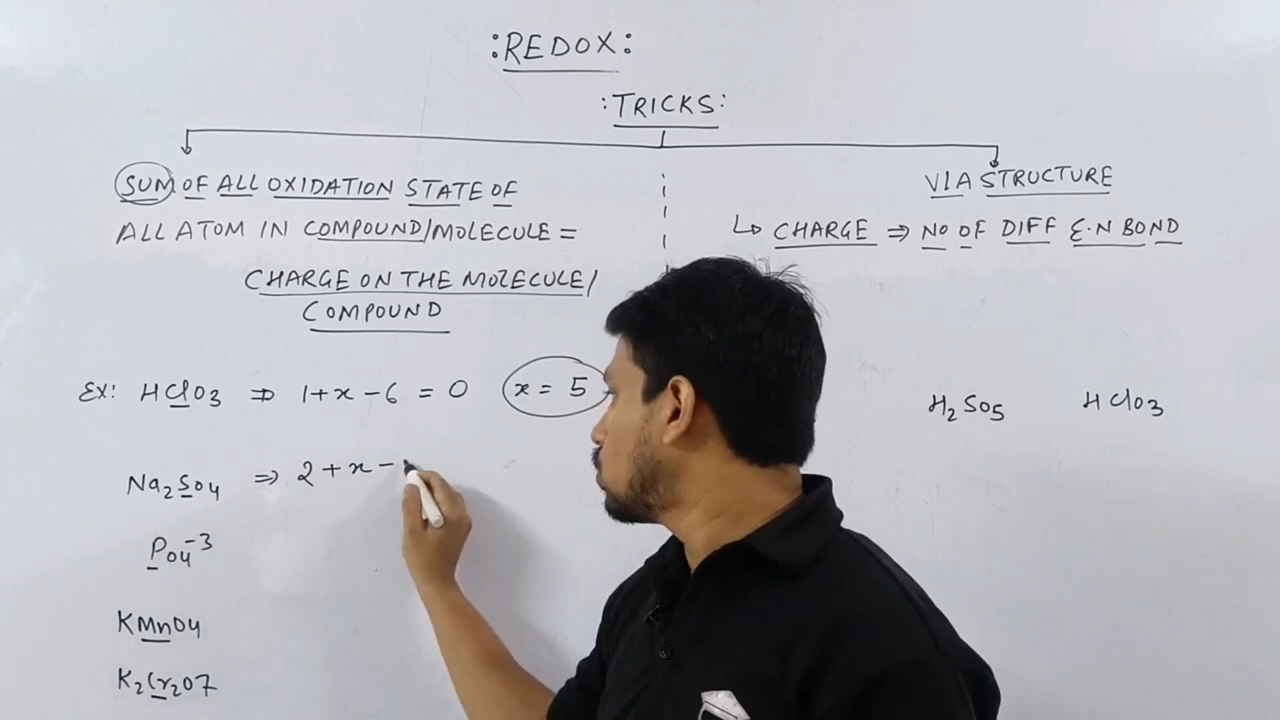 :REDOX:
:TRICKS:
SUM OF ALL OXIDATION STATE OF
ALL ATOM IN COMPOUND/MOLECULE =
CHARGE ON THE MOLECULE/
COMPOUND
EX: HClO3 ⇒ 1+x-6 = 0 x = 5
Na2SO4 ⇒ 2+x-
PO4-3
KMnO4
K2Cr2O7
VIA STRUCTURE
↳ CHARGE ⇒ NO OF DIFF E.N BOND
H2SO5 HClO3